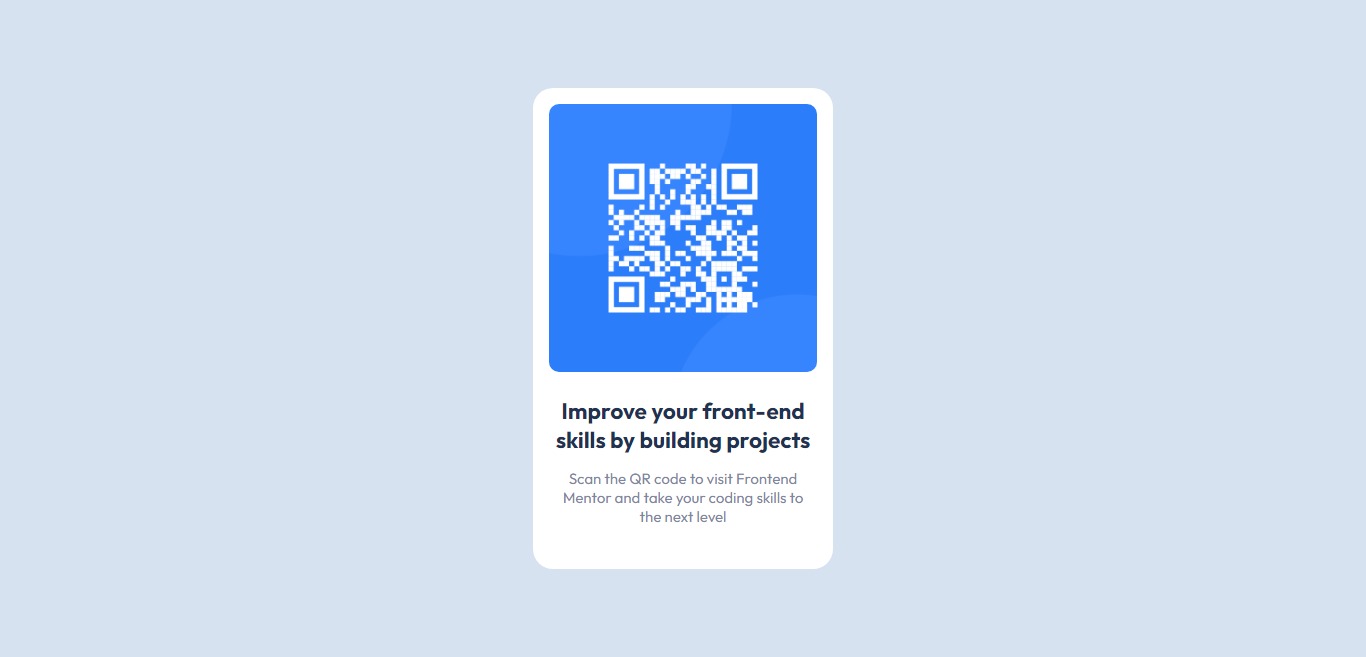 Improve your front-end
skills by building projects
Scan the QR code to visit Frontend
Mentor and take your coding skills to
the next level